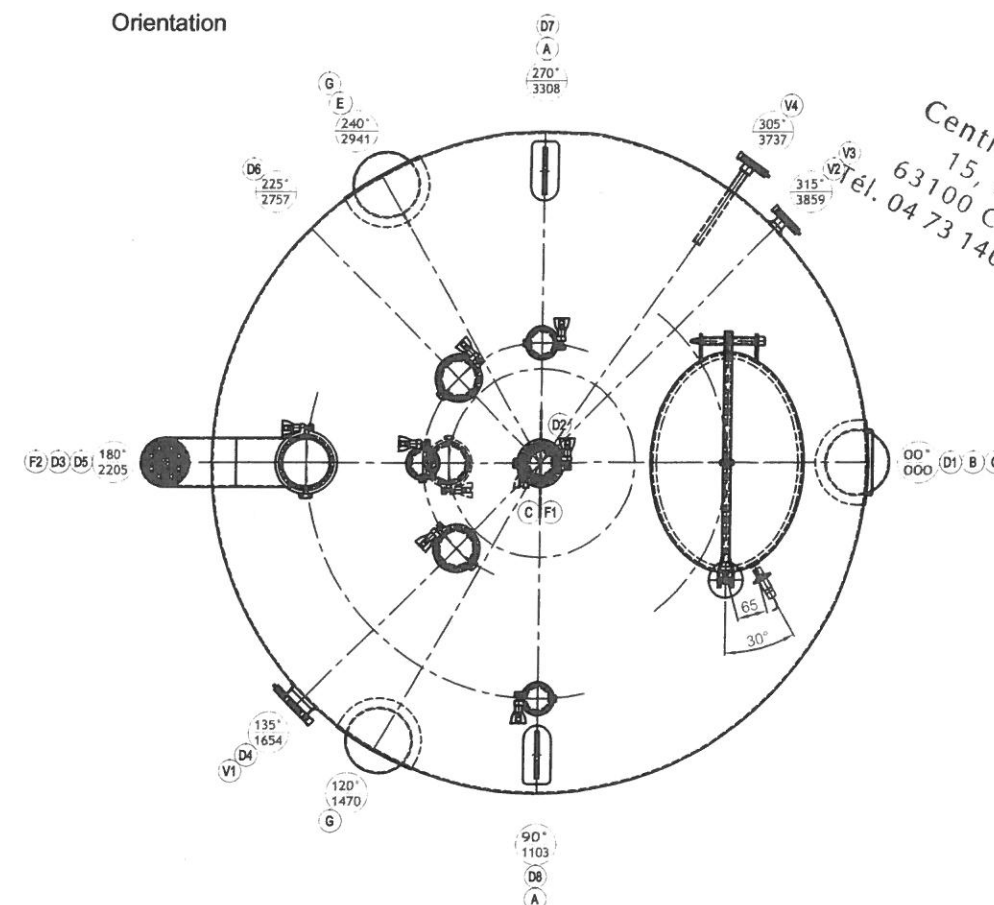 Orientation
D7
A
270°
3308
G
E
240°
2941
D6
225°
2757
V4
305°
3737
V3
V2
315°
3859
15,
63100 C
Tél. 04 73
D2
F2 D3 D5 180°
2205
00°
000 D1 B
C F1
65
30°
135°
1654
D4
V1
120°
1470
G
90°
1103
D8
A